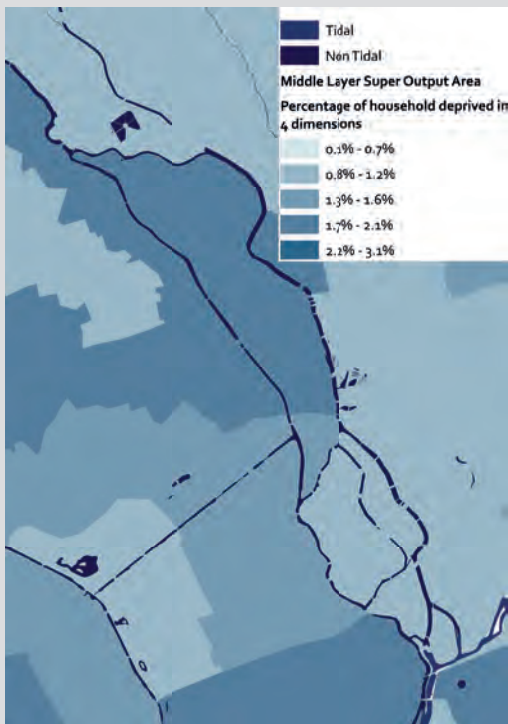 Tidal
Non Tidal
Middle Layer Super Output Area
Percentage of household deprived in
4 dimensions
0.1% - 0.7%
0.8% - 1.2%
1.3% - 1.6%
1.7% - 2.1%
2.2% - 3.1%